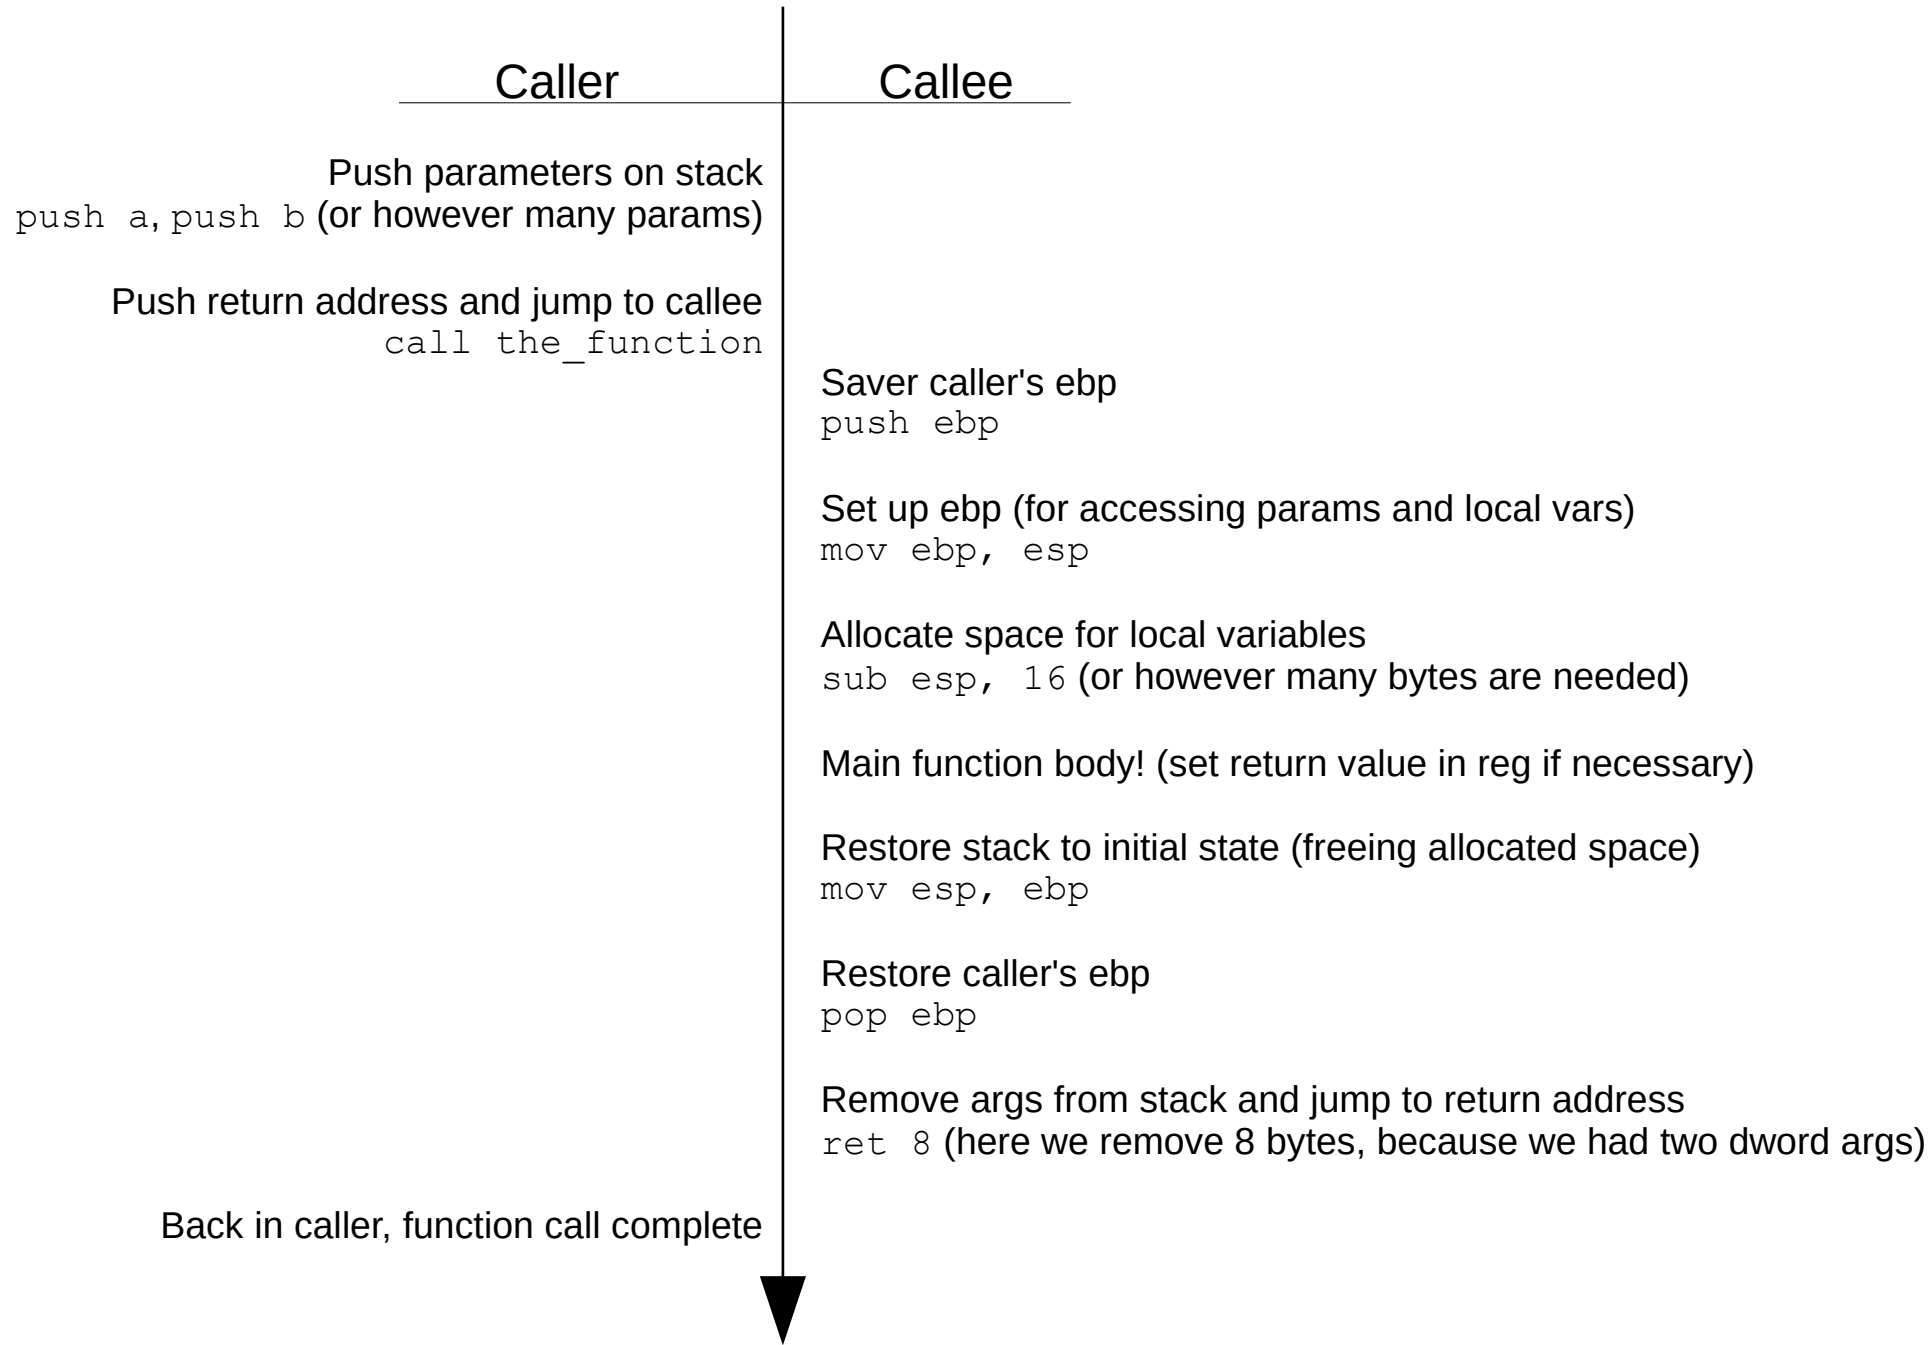 Caller
Callee
Push parameters on stack
push a, push b (or however many params)
Push return address and jump to callee
call the_function
Saver caller's ebp
push ebp
Set up ebp (for accessing params and local vars)
mov ebp, esp
Allocate space for local variables
sub esp, 16 (or however many bytes are needed)
Main function body! (set return value in reg if necessary)
Restore stack to initial state (freeing allocated space)
mov esp, ebp
Restore caller's ebp
pop ebp
Remove args from stack and jump to return address
ret 8 (here we remove 8 bytes, because we had two dword args)
Back in caller, function call complete